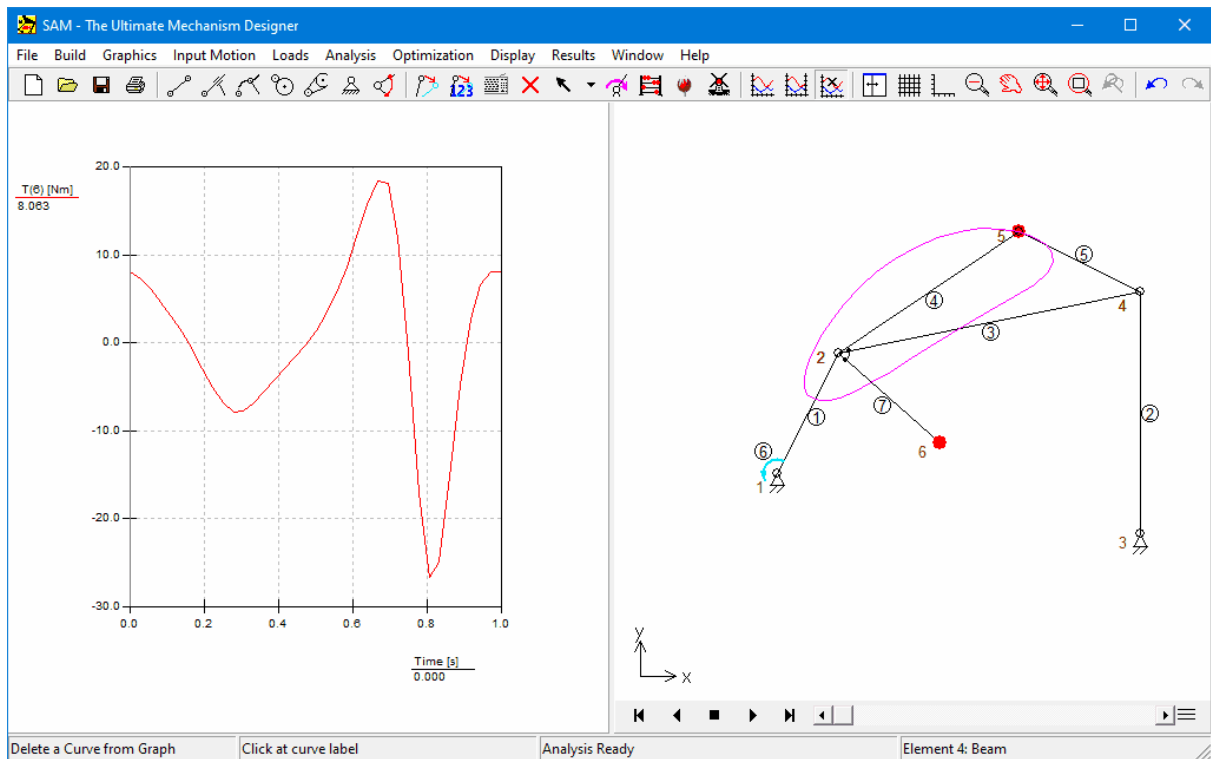 SAM - The Ultimate Mechanism Designer
File Build Graphics Input Motion Loads Analysis Optimization Display Results Window Help
123
T(6) [Nm]
8.063
20.0
10.0
0.0
-10.0
-20.0
-30.0
0.0 0.2 0.4 0.6 0.8 1.0
Time [s]
0.000
5
5
4
4
3
2
7
1
2
6
6
1
3
y
x
Delete a Curve from Graph Click at curve label Analysis Ready Element 4: Beam